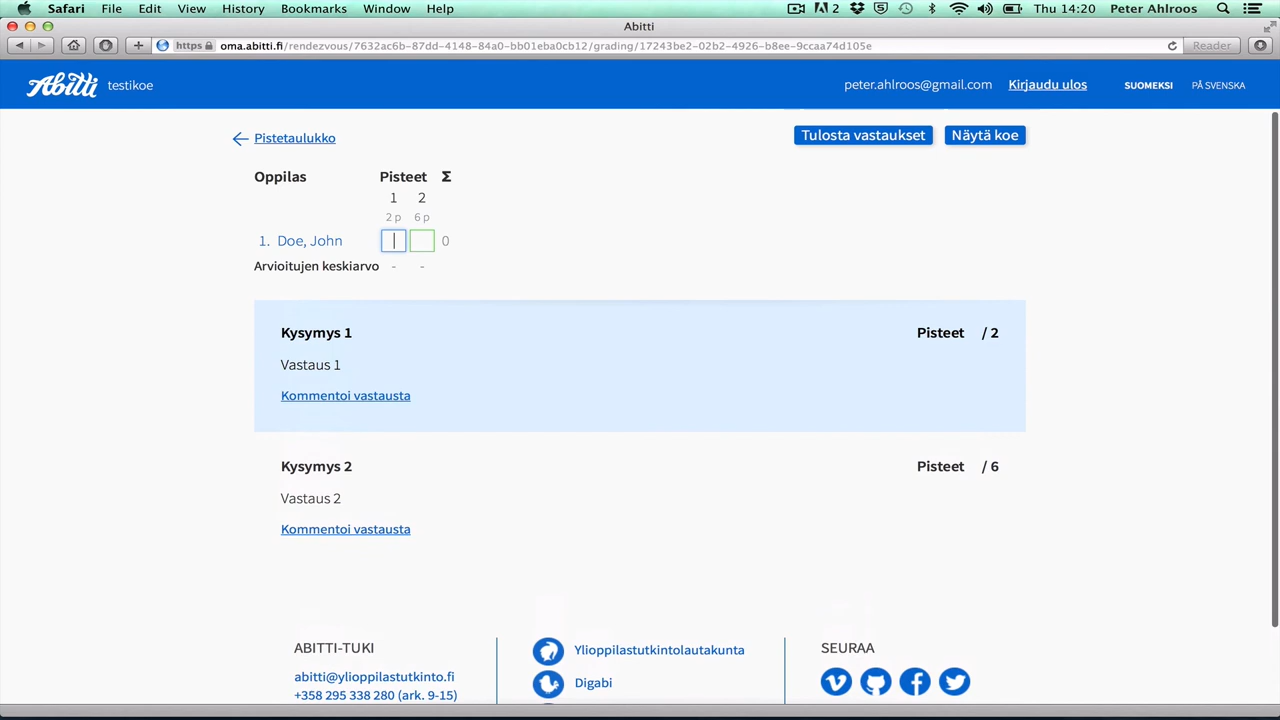 Safari File Edit View History Bookmarks Window Help 2 5 Thu 14:20 Peter Ahlroos
Abitti
https oma.abitti.fi/rendezvous/7632ac6b-87dd-4148-84a0-bb01eba0cb12/grading/17243be2-02b2-4926-b8ee-9ccaa74d105e Reader
Abitti testikoe peter.ahlroos@gmail.com Kirjaudu ulos SUOMEKSI PÅ SVENSKA
Pistetaulukko Tulosta vastaukset Näytä koe
Oppilas Pisteet Σ
1 2
2 p 6 p
1. Doe, John 0
Arvioitujen keskiarvo - -
Kysymys 1 Pisteet / 2
Vastaus 1
Kommentoi vastausta
Kysymys 2 Pisteet / 6
Vastaus 2
Kommentoi vastausta
ABITTI-TUKI Ylioppilastutkintolautakunta SEURAA
abitti@ylioppilastutkinto.fi Digabi
+358 295 338 280 (ark. 9-15)